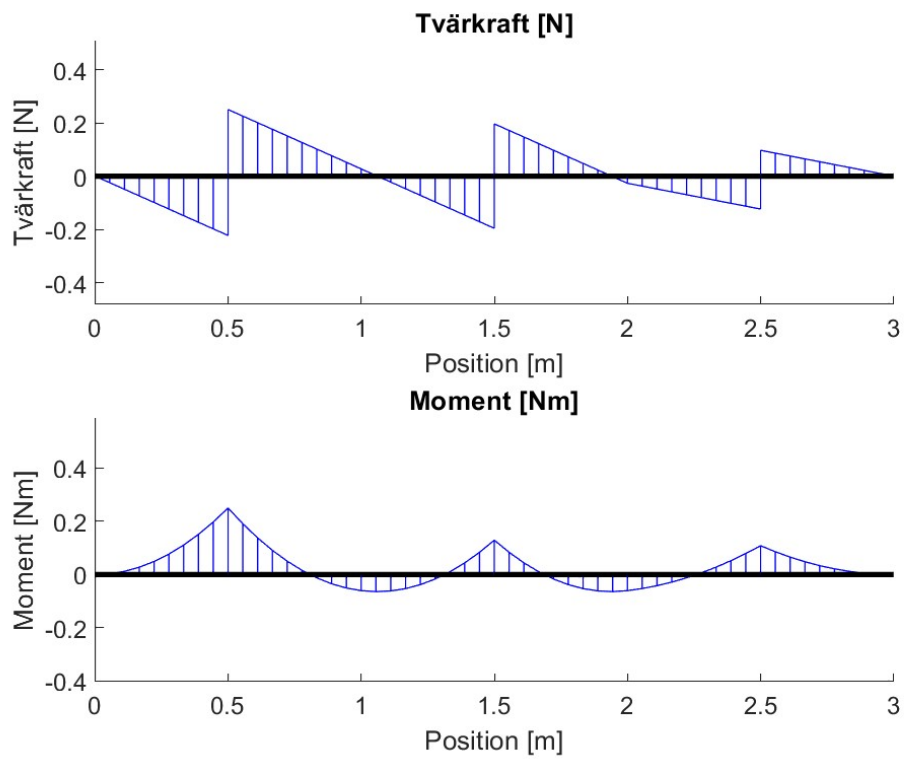 Tvärkraft [N]
0.4
0.2
0
-0.2
-0.4
Tvärkraft [N]
0 0.5 1 1.5 2 2.5 3
Position [m]
Moment [Nm]
0.4
0.2
0
-0.2
-0.4
Moment [Nm]
0 0.5 1 1.5 2 2.5 3
Position [m]